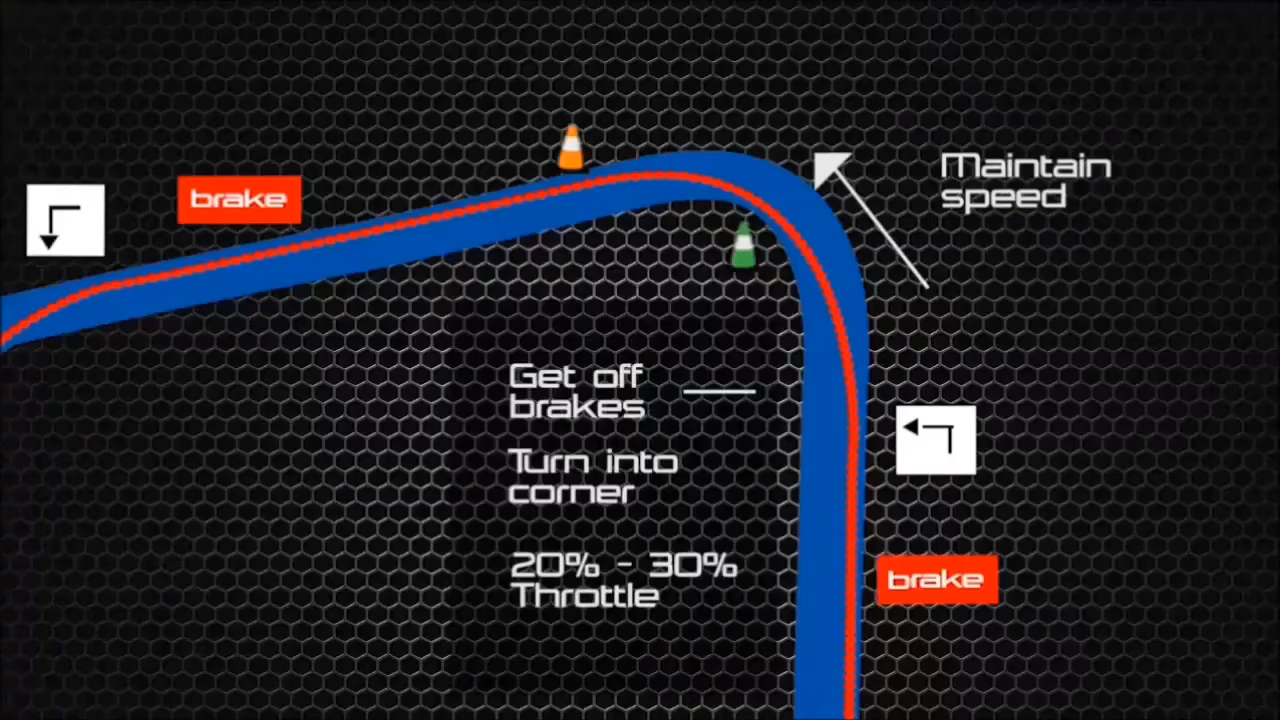 Maintain
speed
brake
Get off
brakes
Turn into
corner
20% - 30%
Throttle
brake